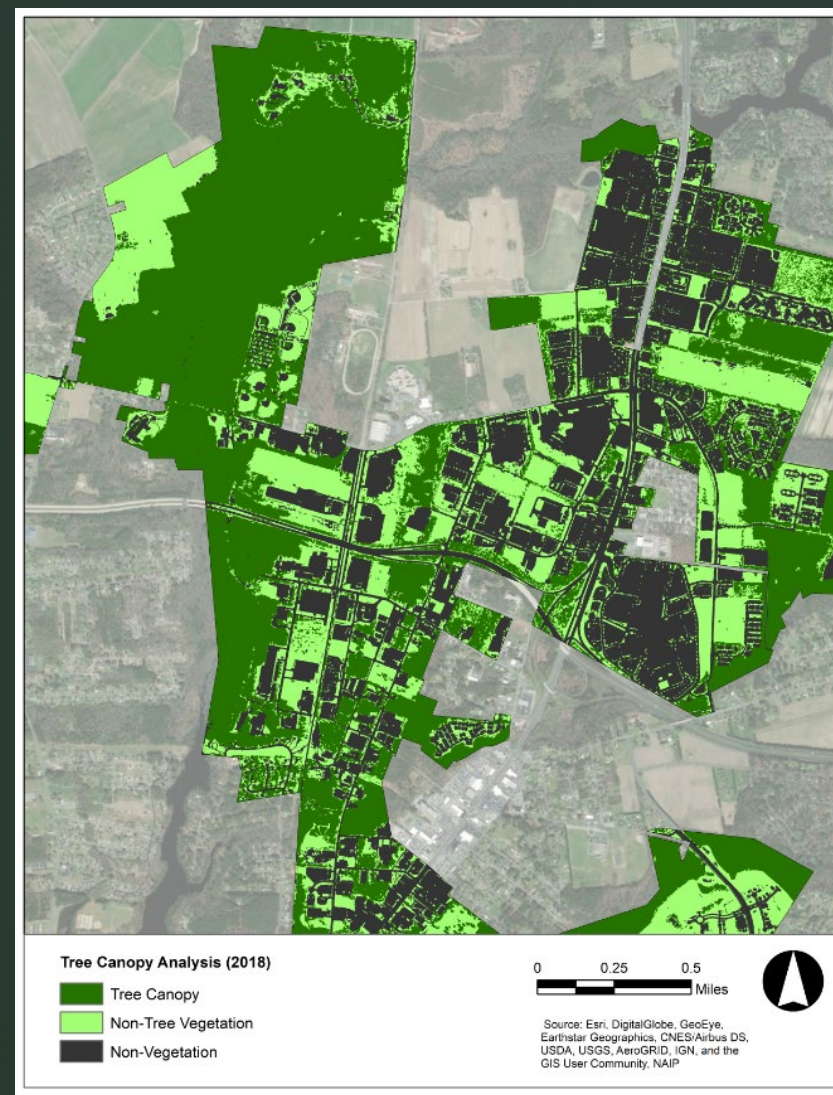 Tree Canopy Analysis (2018)
Tree Canopy
Non-Tree Vegetation
Non-Vegetation
0 0.25 0.5
Miles
Source: Esri, DigitalGlobe, GeoEye,
Earthstar Geographics, CNES/Airbus DS,
USDA, USGS, AeroGRID, IGN, and the
GIS User Community, NAIP